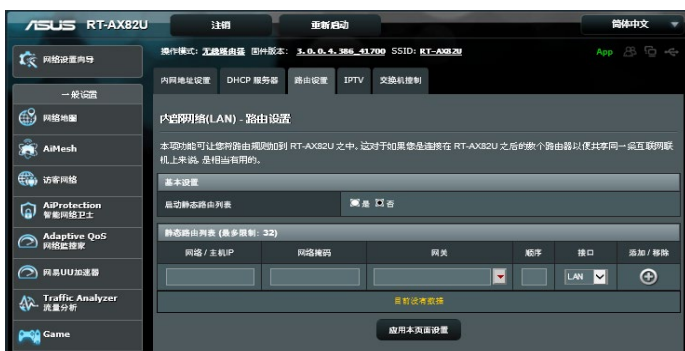 ASUS RT-AX82U 注销 重新启动 简体中文
操作模式: 无线路由器 固件版本: 3.0.0.4.386_41700 SSID: RT-AX82U App
网络设置向导
内网地址设置 DHCP 服务器 路由设置 IPTV 交换机控制
一般设置
网络地图
AiMesh
访客网络
AiProtection
智能网络卫士
Adaptive QoS
网络监控家
网易UU加速器
Traffic Analyzer
流量分析
Game
内部网络(LAN) - 路由设置
本项功能可让您将路由规则加到 RT-AX82U 之中。这对于如果您是连接在 RT-AX82U 之后的数个路由器以便共享同一条互联网联
机上来说, 是相当有用的。
基本设置
启动静态路由列表 是 否
静态路由列表 (最多限制: 32)
网络 / 主机IP 网络掩码 网关 顺序 接口 添加 / 移除
LAN
目前没有数据
应用本页面设置